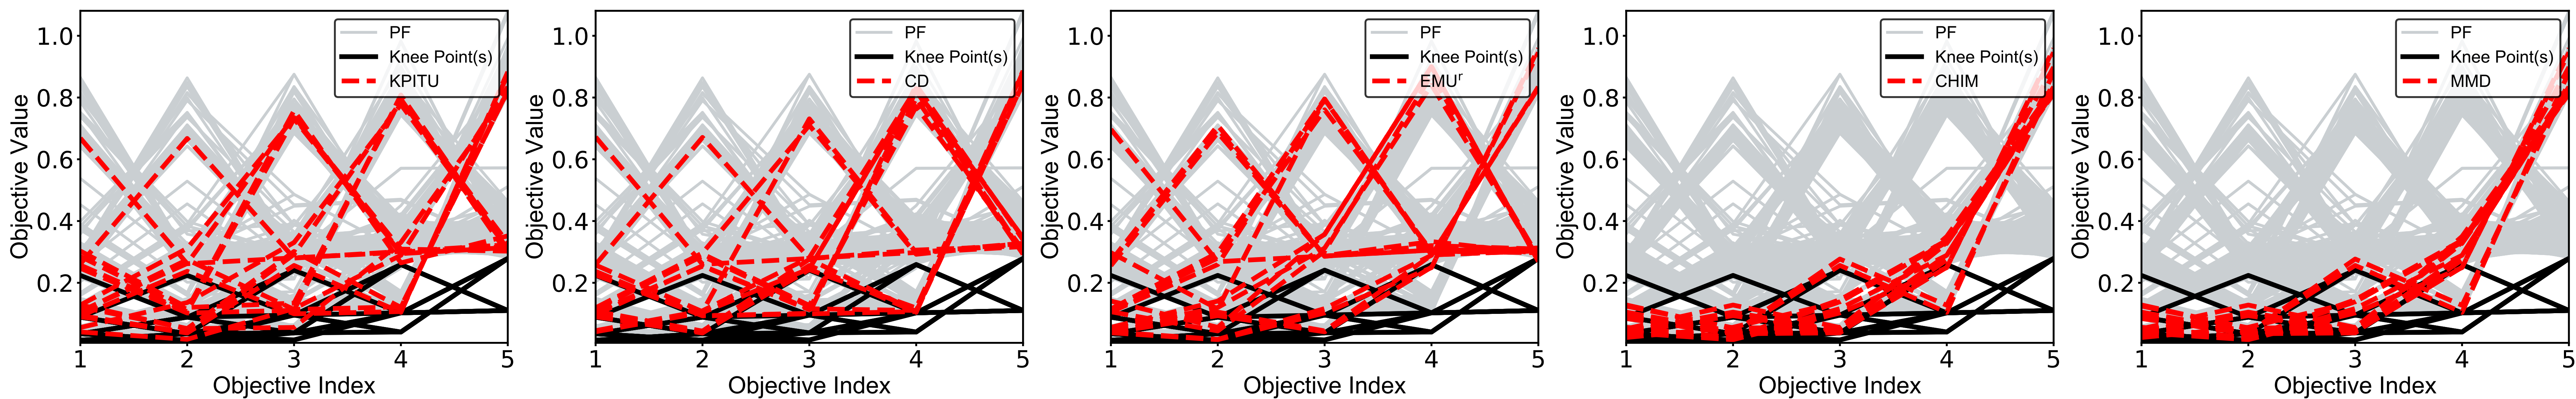 PF
Knee Point(s)
KPITU
1.0
0.8
0.6
0.4
0.2
Objective Value
1 2 3 4 5
Objective Index
PF
Knee Point(s)
CD
1.0
0.8
0.6
0.4
0.2
Objective Value
1 2 3 4 5
Objective Index
PF
Knee Point(s)
EMUʳ
1.0
0.8
0.6
0.4
0.2
Objective Value
1 2 3 4 5
Objective Index
PF
Knee Point(s)
CHIM
1.0
0.8
0.6
0.4
0.2
Objective Value
1 2 3 4 5
Objective Index
PF
Knee Point(s)
MMD
1.0
0.8
0.6
0.4
0.2
Objective Value
1 2 3 4 5
Objective Index